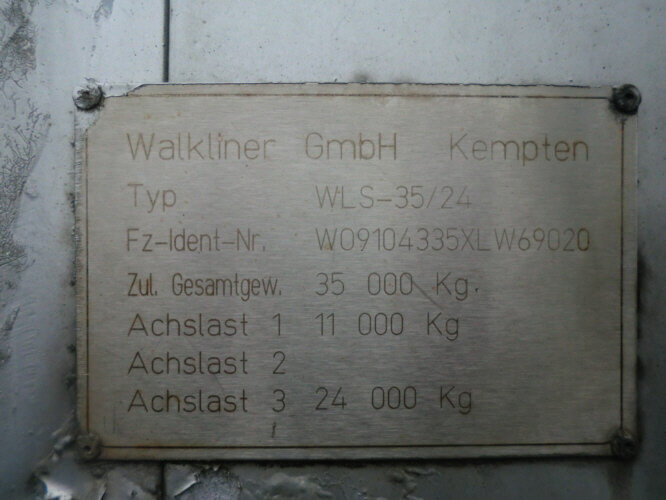 Walkliner GmbH Kempten
Typ WLS-35/24
Fz-Ident-Nr. W09104335XLW69020
Zul. Gesamtgew. 35 000 Kg.
Achslast 1 11 000 Kg
Achslast 2
Achslast 3 24 000 Kg